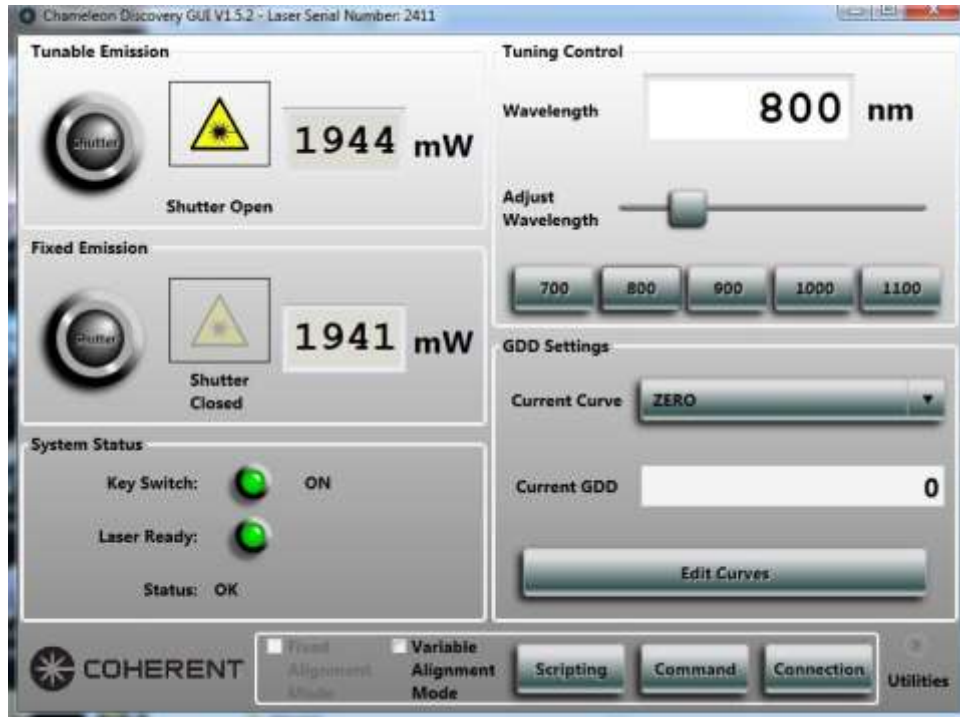 Chameleon Discovery GUI V1.5.2 - Laser Serial Number: 2411
Tunable Emission
Shutter
1944 mW
Shutter Open
Fixed Emission
Shutter
1941 mW
Shutter
Closed
System Status
Key Switch: ON
Laser Ready:
Status: OK
Tuning Control
Wavelength 800 nm
Adjust
Wavelength
700 800 900 1000 1100
GDD Settings
Current Curve ZERO
Current GDD 0
Edit Curves
COHERENT
Fixed
Alignment
Mode
Variable
Alignment
Mode
Scripting Command Connection
Utilities